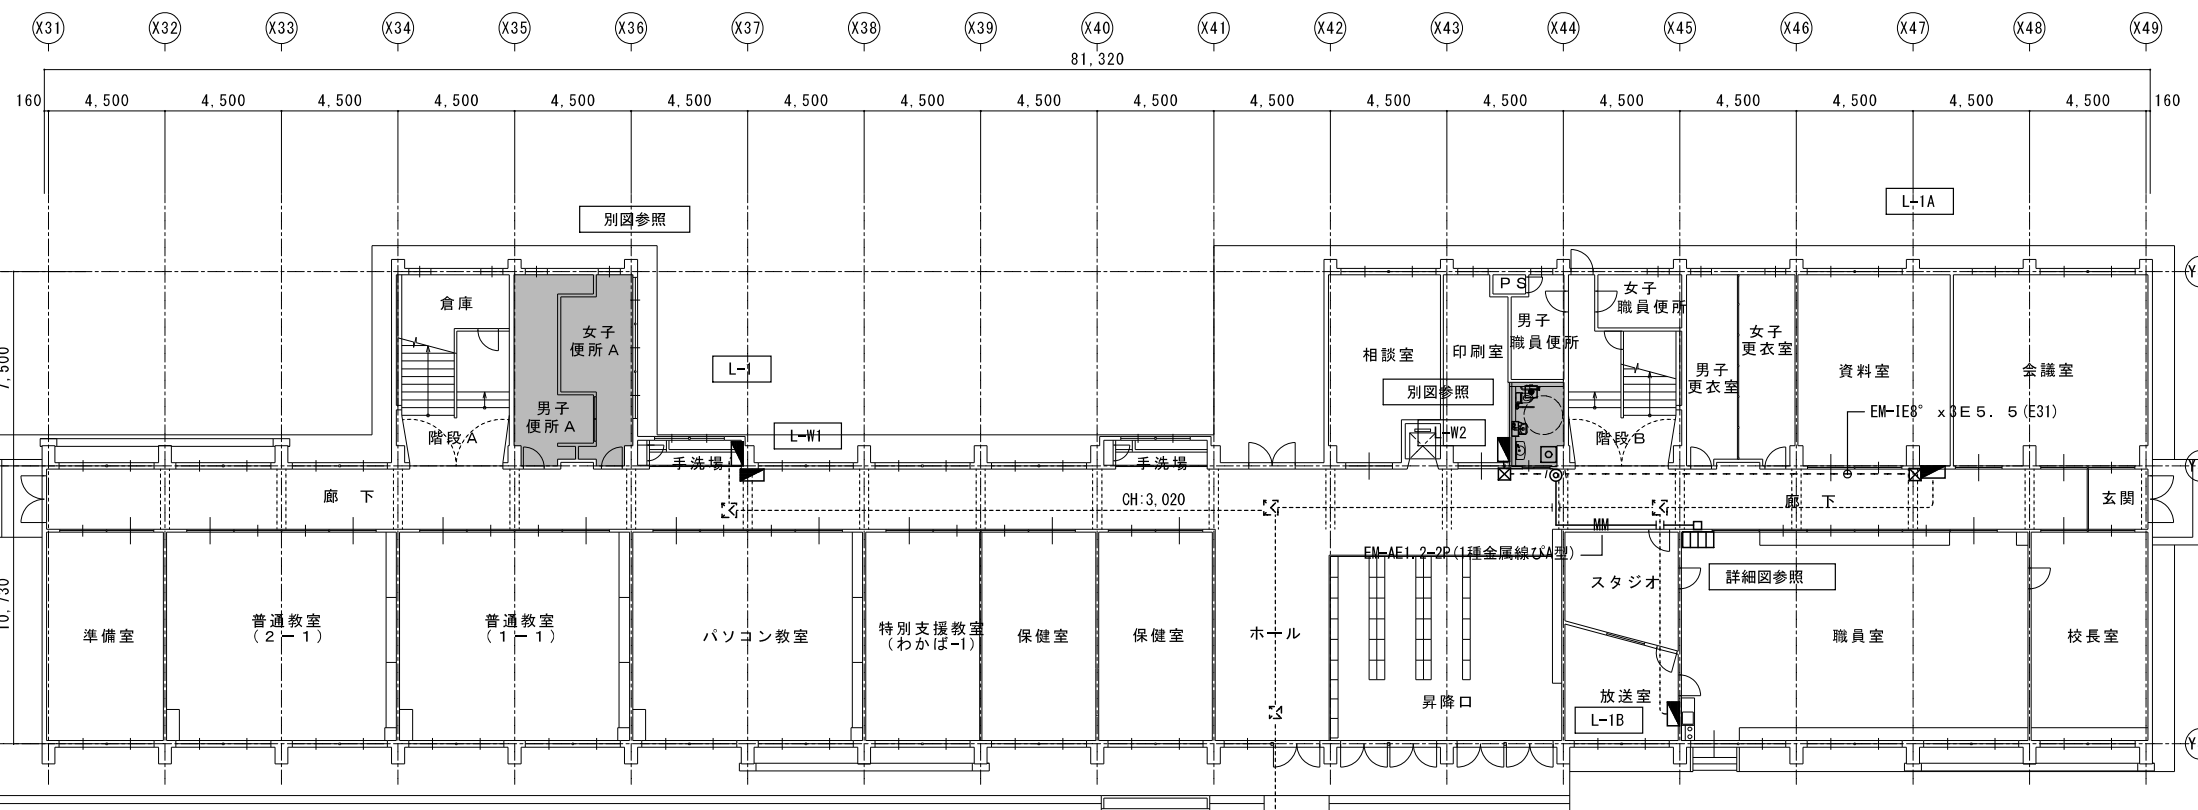 X31 X32 X33 X34 X35 X36 X37 X38 X39 X40 X41 X42 X43 X44 X45 X46 X47 X48 X49
81,320
160 4,500 4,500 4,500 4,500 4,500 4,500 4,500 4,500 4,500 4,500 4,500 4,500 4,500 4,500 4,500 4,500 4,500 4,500 160
別図参照
L-1A
倉庫
女子
便所A
男子
便所A
階段A
L-1
L-W1
手洗場
手洗場
相談室
印刷室
PS
男子
職員便所
女子
職員便所
別図参照
L-W2
階段B
男子
更衣室
女子
更衣室
資料室
会議室
EM-IE8°x3E5.5(E31)
7,500
廊 下
CH:3,020
廊 下
玄関
MM
EM-AE1.2-2P(1種金属線ぴA型)
スタジオ
詳細図参照
10,730
準備室
普通教室
(2-1)
普通教室
(1-1)
パソコン教室
特別支援教室
(わかば-1)
保健室
保健室
ホール
昇降口
放送室
L-1B
職員室
校長室
Y
Y
Y